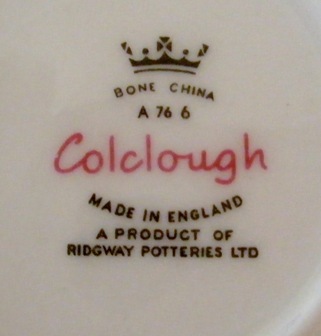 BONE CHINA
A 76 6
Colclough
MADE IN ENGLAND
A PRODUCT OF
RIDGWAY POTTERIES LTD